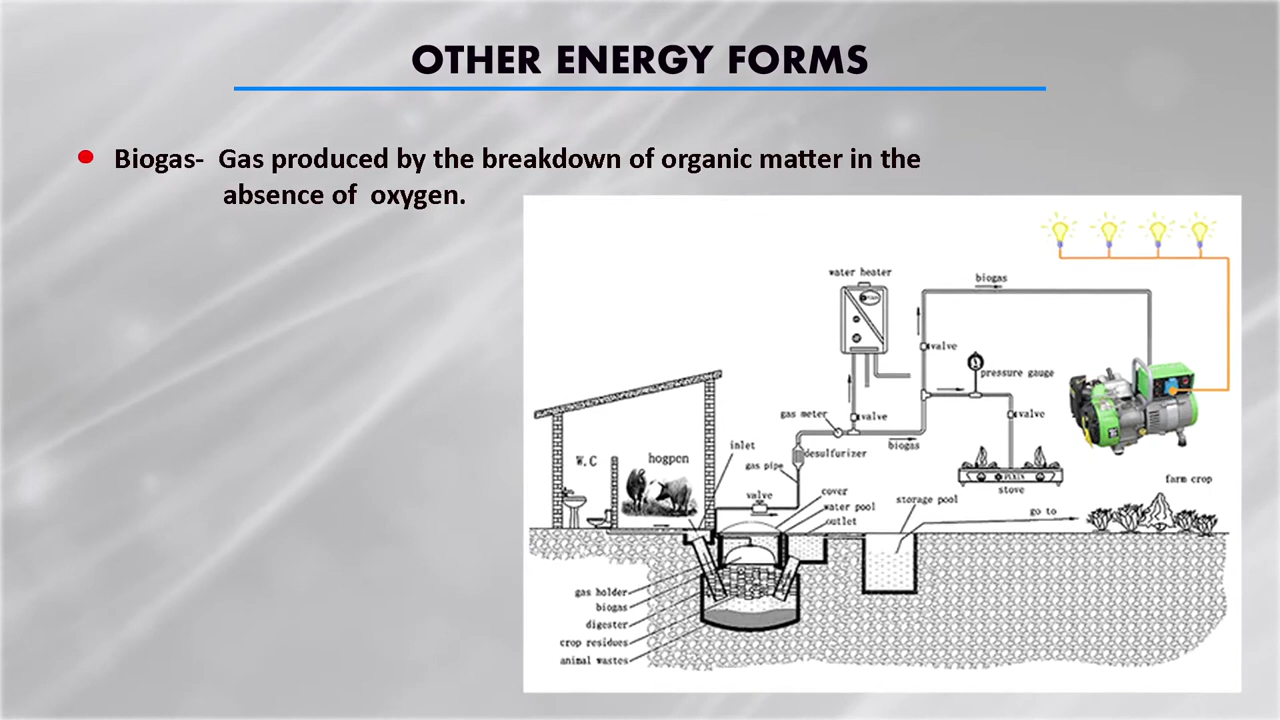 OTHER ENERGY FORMS
Biogas- Gas produced by the breakdown of organic matter in the
absence of oxygen.
water heater
biogas
valve
pressure gauge
gas meter
valve
valve
inlet
biogas
desulfurizer
W.C
hogpen
gas pipe
stove
farm crop
valve
cover
storage pool
water pool
go to
outlet
gas holder
biogas
digester
crop residues
animal wastes